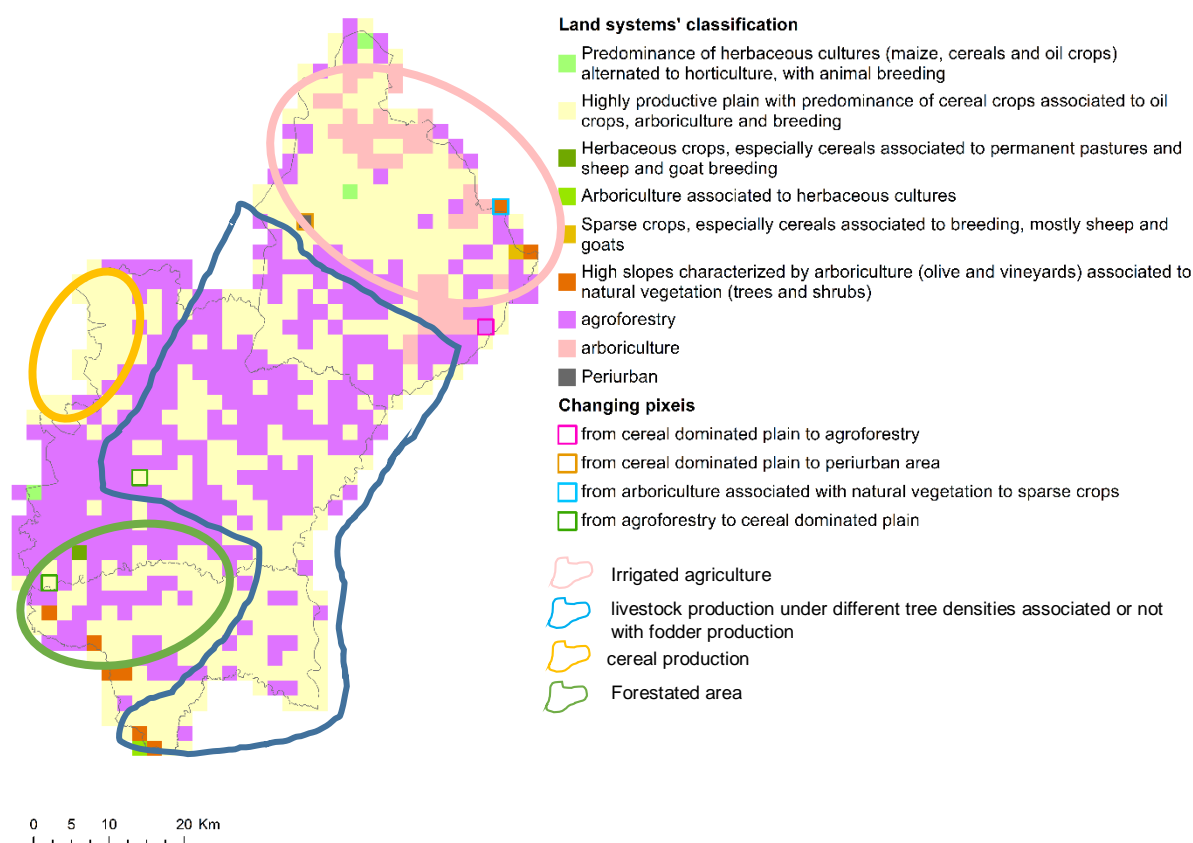 Land systems' classification
Predominance of herbaceous cultures (maize, cereals and oil crops)
alternated to horticulture, with animal breeding
Highly productive plain with predominance of cereal crops associated to oil
crops, arboriculture and breeding
Herbaceous crops, especially cereals associated to permanent pastures and
sheep and goat breeding
Arboriculture associated to herbaceous cultures
Sparse crops, especially cereals associated to breeding, mostly sheep and
goats
High slopes characterized by arboriculture (olive and vineyards) associated to
natural vegetation (trees and shrubs)
agroforestry
arboriculture
Periurban
Changing pixeis
from cereal dominated plain to agroforestry
from cereal dominated plain to periurban area
from arboriculture associated with natural vegetation to sparse crops
from agroforestry to cereal dominated plain
Irrigated agriculture
livestock production under different tree densities associated or not
with fodder production
cereal production
Forestated area
0 5 10 20 Km